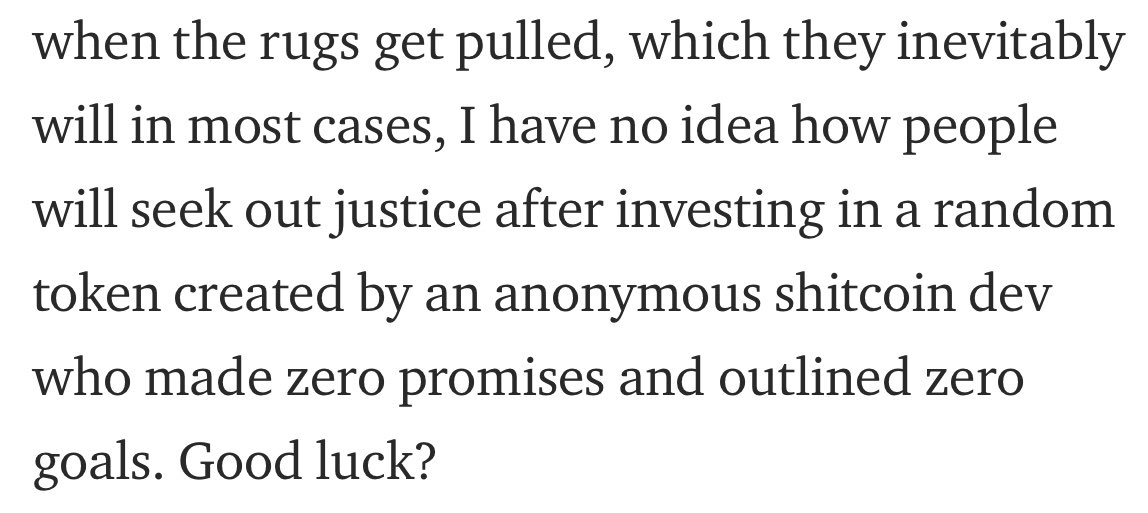 when the rugs get pulled, which they inevitably
will in most cases, I have no idea how people
will seek out justice after investing in a random
token created by an anonymous shitcoin dev
who made zero promises and outlined zero
goals. Good luck?